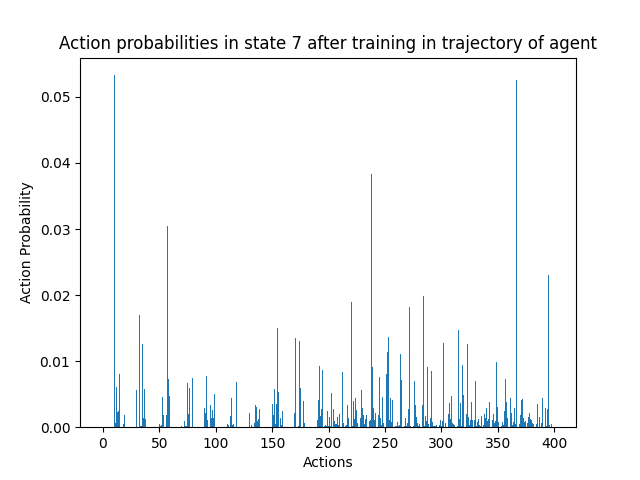 Action probabilities in state 7 after training in trajectory of agent
0.05
0.04
0.03
0.02
0.01
0.00
Action Probability
0 50 100 150 200 250 300 350 400
Actions